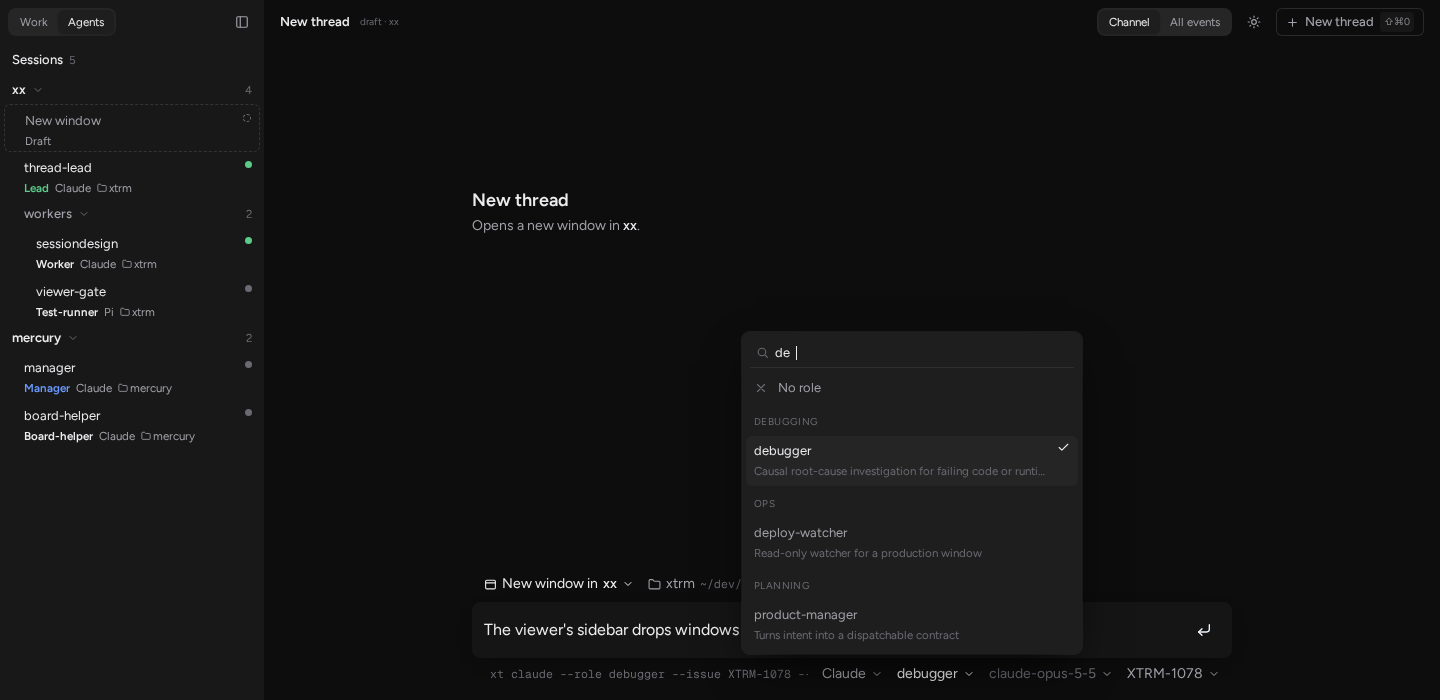 Work Agents
Sessions 5
xx 4
New window
Draft
thread-lead
Lead Claude xtrm
workers 2
sessiondesign
Worker Claude xtrm
viewer-gate
Test-runner Pi xtrm
mercury 2
manager
Manager Claude mercury
board-helper
Board-helper Claude mercury
New thread draft · xx
Channel All events
+ New thread ⇧⌘O
New thread
Opens a new window in xx.
de
No role
DEBUGGING
debugger
Causal root-cause investigation for failing code or runti…
OPS
deploy-watcher
Read-only watcher for a production window
PLANNING
product-manager
Turns intent into a dispatchable contract
New window in xx xtrm ~/dev/
The viewer's sidebar drops windows
xt claude --role debugger --issue XTRM-1078 -- Claude debugger claude-opus-5-5 XTRM-1078